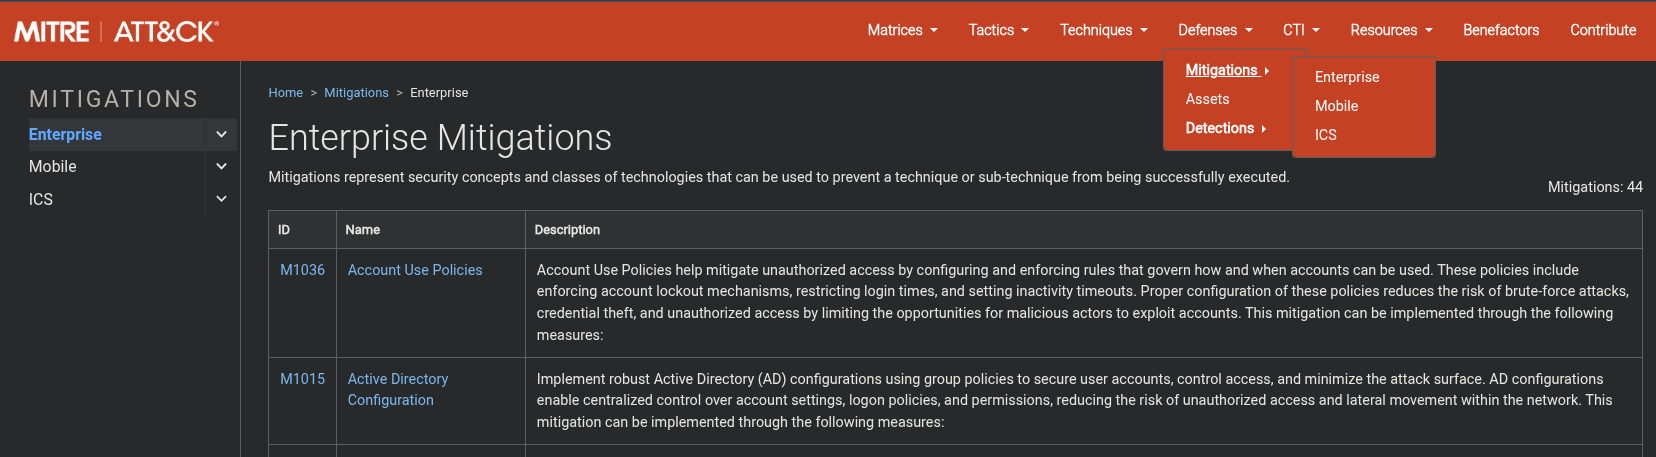 MITRE | ATT&CK®
Matrices Tactics Techniques Defenses CTI Resources Benefactors Contribute
Mitigations
Assets
Detections
Enterprise
Mobile
ICS
MITIGATIONS
Enterprise
Mobile
ICS
Home > Mitigations > Enterprise
Enterprise Mitigations
Mitigations represent security concepts and classes of technologies that can be used to prevent a technique or sub-technique from being successfully executed.
Mitigations: 44
ID Name Description
M1036 Account Use Policies Account Use Policies help mitigate unauthorized access by configuring and enforcing rules that govern how and when accounts can be used. These policies include
enforcing account lockout mechanisms, restricting login times, and setting inactivity timeouts. Proper configuration of these policies reduces the risk of brute-force attacks,
credential theft, and unauthorized access by limiting the opportunities for malicious actors to exploit accounts. This mitigation can be implemented through the following
measures:
M1015 Active Directory Implement robust Active Directory (AD) configurations using group policies to secure user accounts, control access, and minimize the attack surface. AD configurations
Configuration enable centralized control over account settings, logon policies, and permissions, reducing the risk of unauthorized access and lateral movement within the network. This
mitigation can be implemented through the following measures: